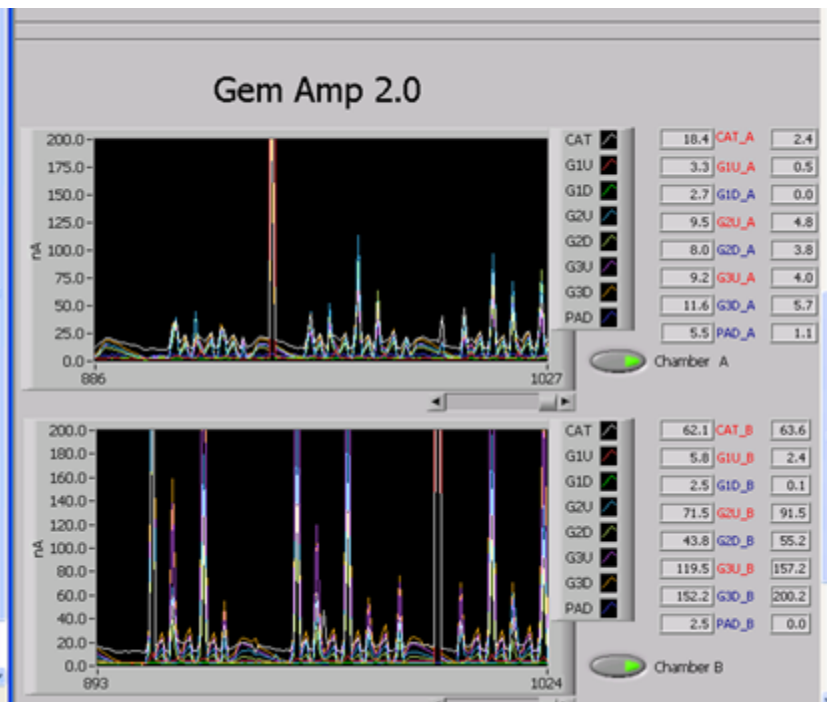 Gem Amp 2.0
200.0-
175.0-
150.0-
125.0-
100.0-
75.0-
50.0-
25.0-
0.0-
nA
886
1027
CAT
G1U
G1D
G2U
G2D
G3U
G3D
PAD
18.4 CAT_A 2.4
3.3 G1U_A 0.5
2.7 G1D_A 0.0
9.5 G2U_A 4.8
8.0 G2D_A 3.8
9.2 G3U_A 4.0
11.6 G3D_A 5.7
5.5 PAD_A 1.1
Chamber A
200.0-
180.0-
160.0-
140.0-
120.0-
100.0-
80.0-
60.0-
40.0-
20.0-
0.0-
nA
893
1024
CAT
G1U
G1D
G2U
G2D
G3U
G3D
PAD
62.1 CAT_B 63.6
5.8 G1U_B 2.4
2.5 G1D_B 0.1
71.5 G2U_B 91.5
43.8 G2D_B 55.2
119.5 G3U_B 157.2
152.2 G3D_B 200.2
2.5 PAD_B 0.0
Chamber B